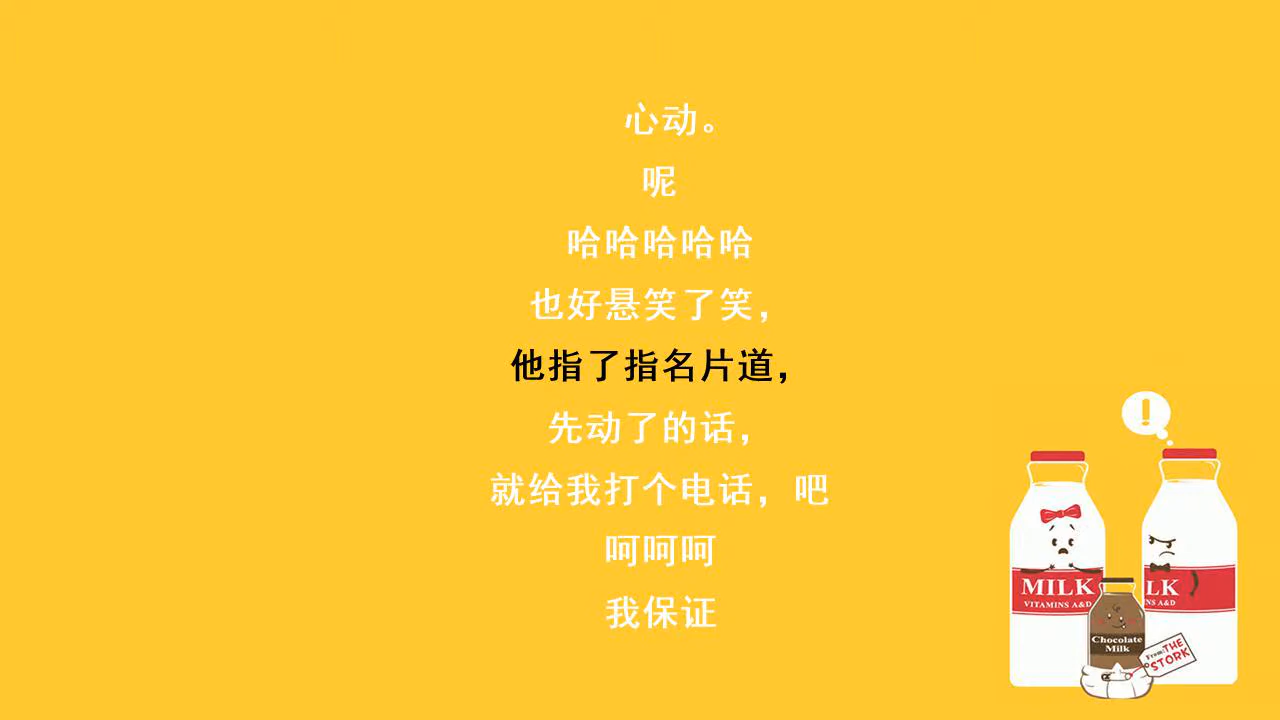 心动。
呢
哈哈哈哈哈
也好悬笑了笑，
他指了指名片道，
先动了的话，
就给我打个电话，吧
呵呵呵
我保证
!
MILK
VITAMINS A&D
LK
NS A&D
Chocolate
Milk
From: THE
STORK